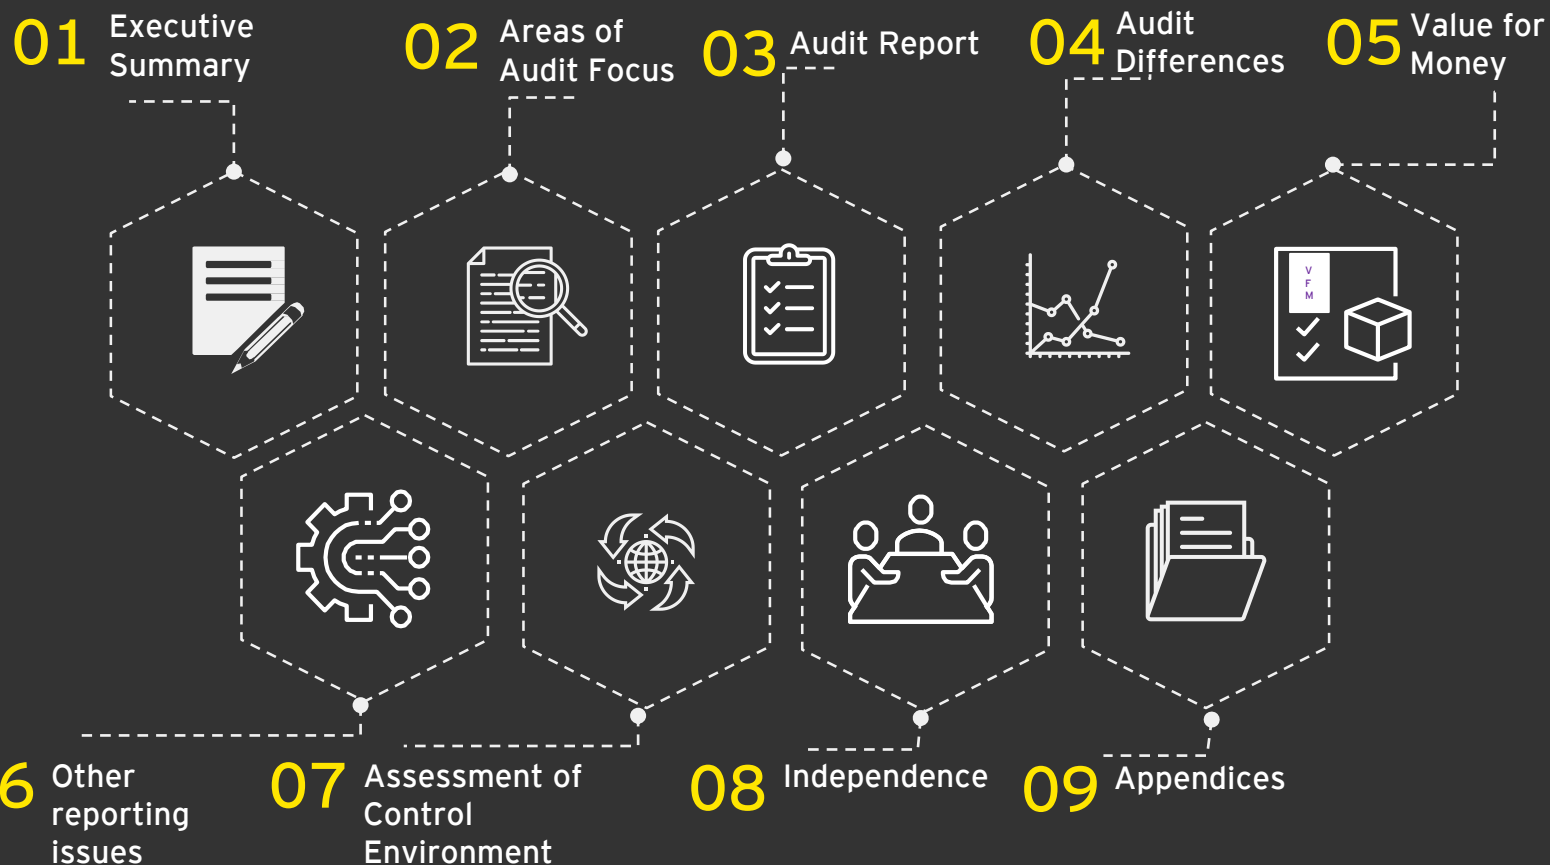 01
Executive
Summary
02
Areas of
Audit Focus
03
Audit Report
04
Audit
Differences
05
Value for
Money
V
F
M
6
Other
reporting
issues
07
Assessment of
Control
Environment
08
Independence
09
Appendices